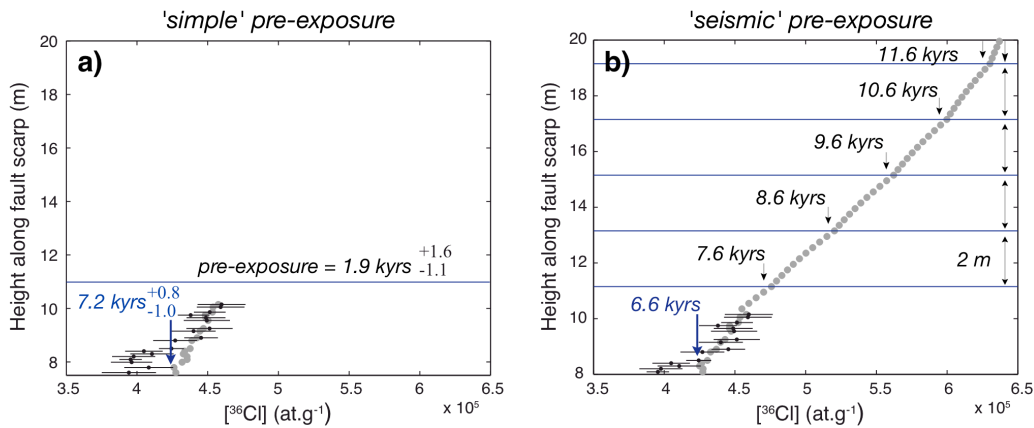 'simple' pre-exposure
a)
Height along fault scarp (m)
20
18
16
14
12
10
8
pre-exposure = 1.9 kyrs +1.6 -1.1
7.2 kyrs +0.8 -1.0
3.5 4 4.5 5 5.5 6 6.5
[³⁶Cl] (at.g⁻¹)
x 10⁵
'seismic' pre-exposure
b)
Height along fault scarp (m)
20
18
16
14
12
10
8
11.6 kyrs
10.6 kyrs
9.6 kyrs
8.6 kyrs
7.6 kyrs
2 m
6.6 kyrs
3.5 4 4.5 5 5.5 6 6.5
[³⁶Cl] (at.g⁻¹)
x 10⁵